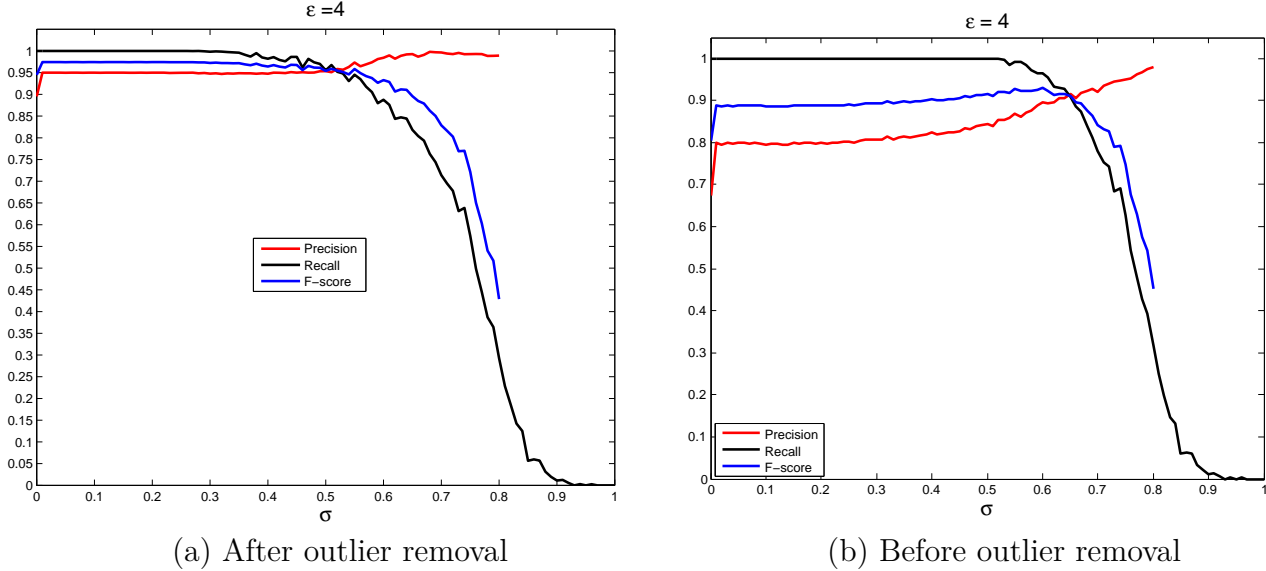 ε =4
1
0.95
0.9
0.85
0.8
0.75
0.7
0.65
0.6
0.55
0.5
0.45
0.4
0.35
0.3
0.25
0.2
0.15
0.1
0.05
0
0 0.1 0.2 0.3 0.4 0.5 0.6 0.7 0.8 0.9 1
σ
Precision
Recall
F−score
(a) After outlier removal
ε = 4
1
0.9
0.8
0.7
0.6
0.5
0.4
0.3
0.2
0.1
0
0 0.1 0.2 0.3 0.4 0.5 0.6 0.7 0.8 0.9 1
σ
Precision
Recall
F−score
(b) Before outlier removal